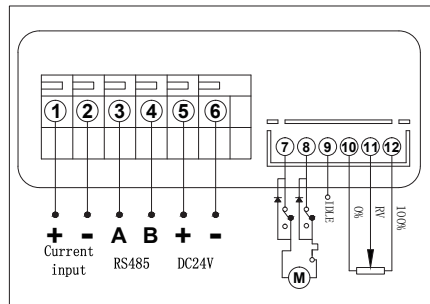 1 2 3 4 5 6
7 8 9 10 11 12
+ - A B + -
Current input RS485 DC24V
IDLE 0% RV 100%
M